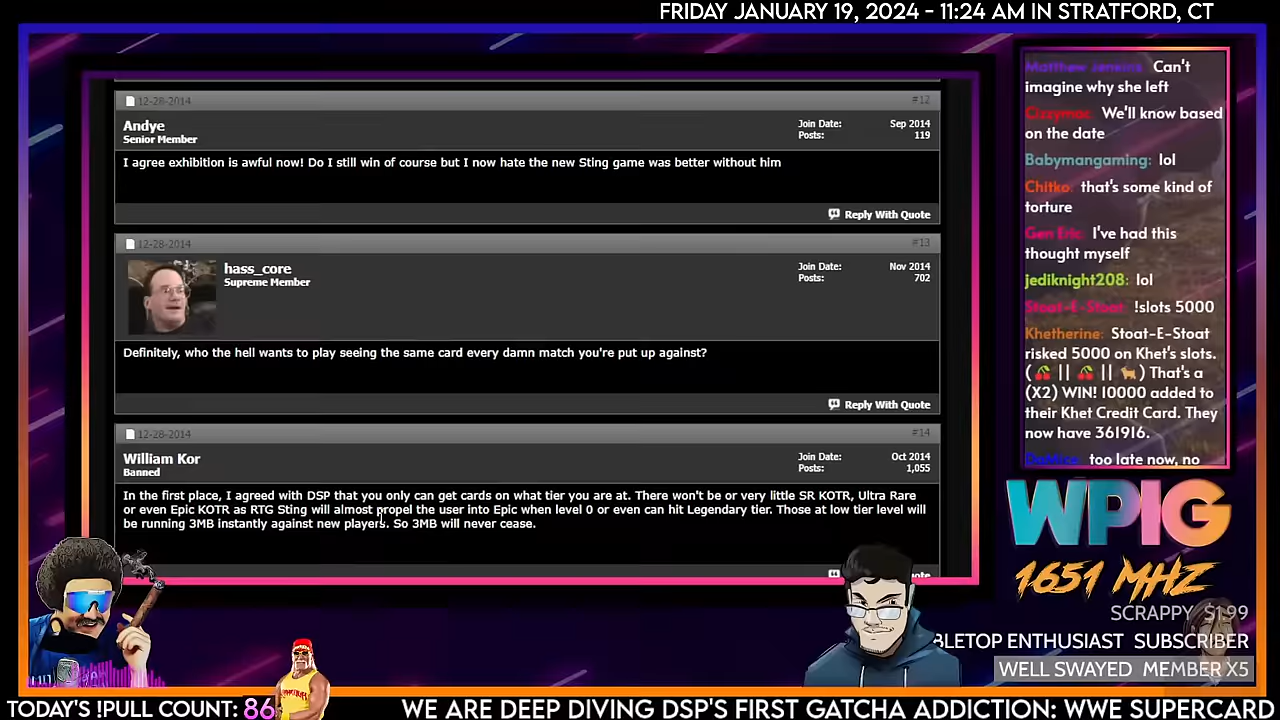 FRIDAY JANUARY 19, 2024 - 11:24 AM IN STRATFORD, CT
12-28-2014 #12
Andye
Senior Member
Join Date: Sep 2014
Posts: 119
I agree exhibition is awful now! Do I still win of course but I now hate the new Sting game was better without him
Reply With Quote
12-28-2014 #13
hass_core
Supreme Member
Join Date: Nov 2014
Posts: 702
Definitely, who the hell wants to play seeing the same card every damn match you're put up against?
Reply With Quote
12-28-2014 #14
William Kor
Banned
Join Date: Oct 2014
Posts: 1,055
In the first place, I agreed with DSP that you only can get cards on what tier you are at. There won't be or very little SR KOTR, Ultra Rare
or even Epic KOTR as RTG Sting will almost propel the user into Epic when level 0 or even can hit Legendary tier. Those at low tier level will
be running 3MB instantly against new players. So 3MB will never cease.
Matthew Jenkins: Can't
imagine why she left
Cizzymac: We'll know based
on the date
Babymangaming: lol
Chitko: that's some kind of
torture
Gen Eric: I've had this
thought myself
jediknight208: lol
Stoat-E-Stoat: !slots 5000
Khetherine: Stoat-E-Stoat
risked 5000 on Khet's slots.
( || || ) That's a
(X2) WIN! 10000 added to
their Khet Credit Card. They
now have 361916.
too late now, no
WPIG
1651 MHZ
SCRAPPY $1.99
BLETOP ENTHUSIAST SUBSCRIBER
WELL SWAYED MEMBER X5
TODAY'S !PULL COUNT: 86
WE ARE DEEP DIVING DSP'S FIRST GATCHA ADDICTION: WWE SUPERCARD